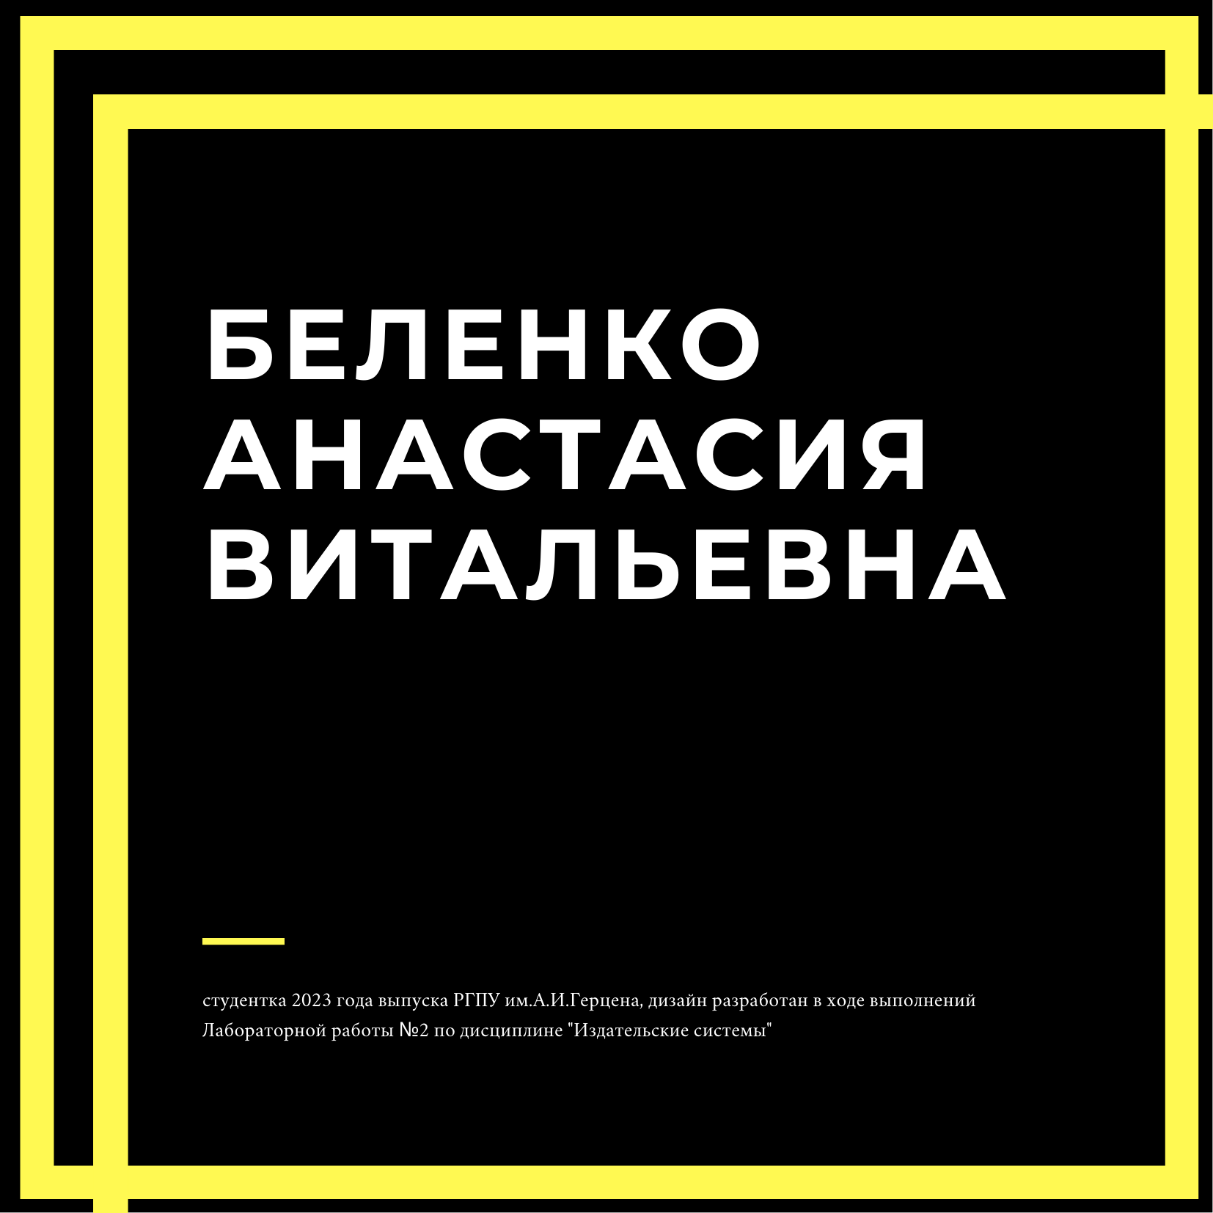 БЕЛЕНКО
АНАСТАСИЯ
ВИТАЛЬЕВНА
студентка 2023 года выпуска РГПУ им.А.И.Герцена, дизайн разработан в ходе выполнений
Лабораторной работы №2 по дисциплине "Издательские системы"